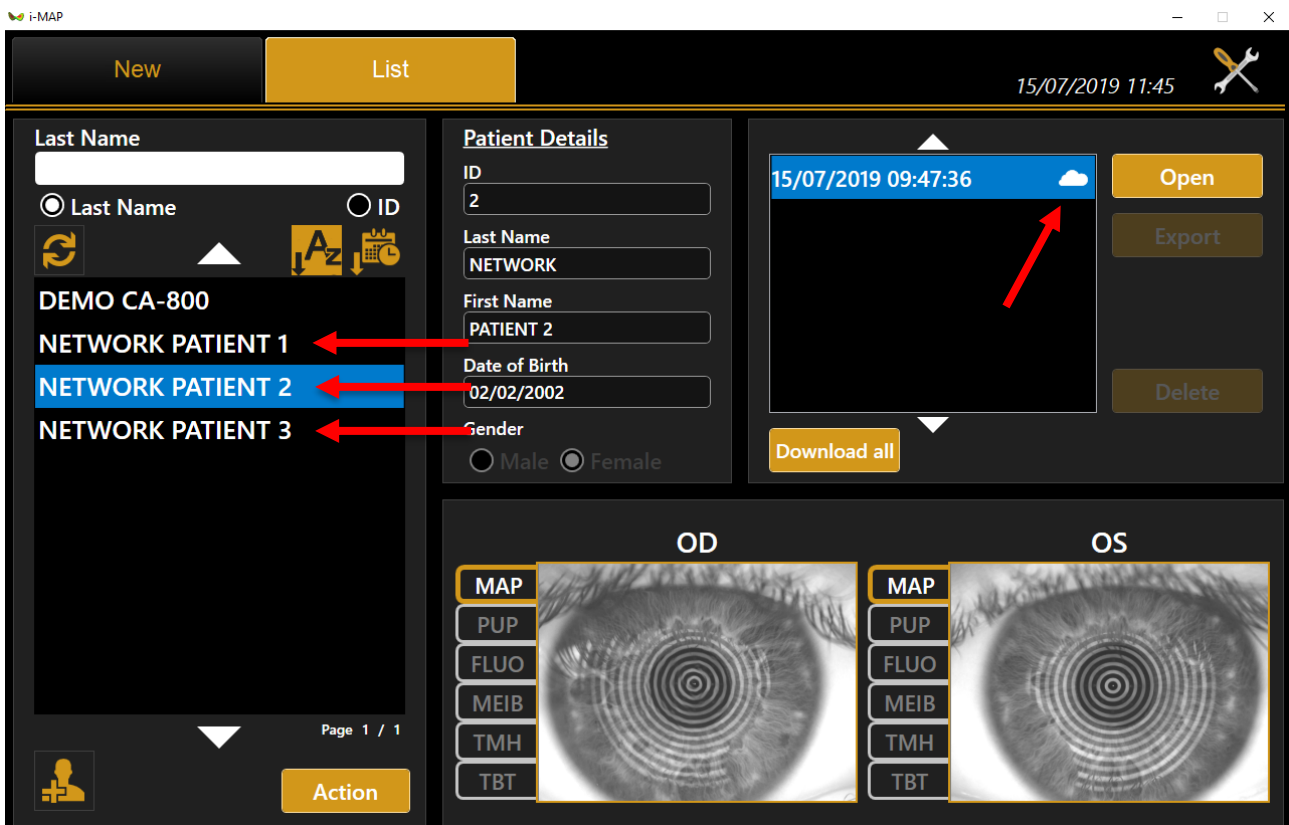 i-MAP
New
List
15/07/2019 11:45
Last Name
Last Name
ID
Az
DEMO CA-800
NETWORK PATIENT 1
NETWORK PATIENT 2
NETWORK PATIENT 3
Page 1 / 1
Action
Patient Details
ID
2
Last Name
NETWORK
First Name
PATIENT 2
Date of Birth
02/02/2002
Gender
Male
Female
15/07/2019 09:47:36
Open
Export
Delete
Download all
OD
MAP
PUP
FLUO
MEIB
TMH
TBT
OS
MAP
PUP
FLUO
MEIB
TMH
TBT